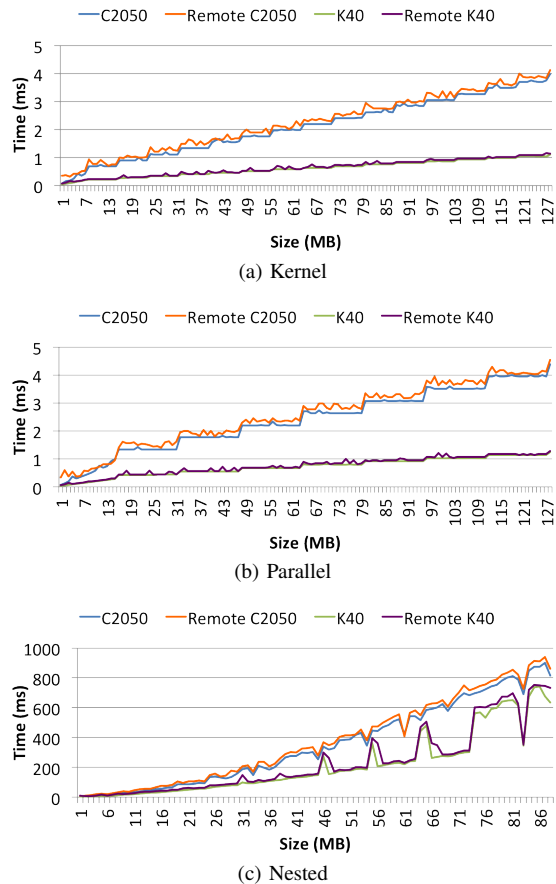 C2050 Remote C2050 K40 Remote K40
5
4
3
2
1
0
Time (ms)
1 7 13 19 25 31 37 43 49 55 61 67 73 79 85 91 97 103 109 115 121 127
Size (MB)
(a) Kernel
C2050 Remote C2050 K40 Remote K40
5
4
3
2
1
0
Time (ms)
1 7 13 19 25 31 37 43 49 55 61 67 73 79 85 91 97 103 109 115 121 127
Size (MB)
(b) Parallel
C2050 Remote C2050 K40 Remote K40
1000
800
600
400
200
0
Time (ms)
1 6 11 16 21 26 31 36 41 46 51 56 61 66 71 76 81 86
Size (MB)
(c) Nested